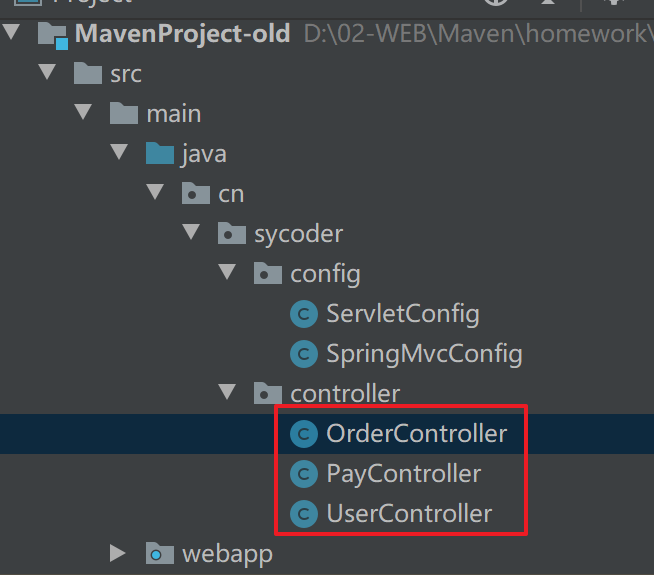 MavenProject-old D:\02-WEB\Maven\homework\
src
main
java
cn
sycoder
config
ServletConfig
SpringMvcConfig
controller
OrderController
PayController
UserController
webapp